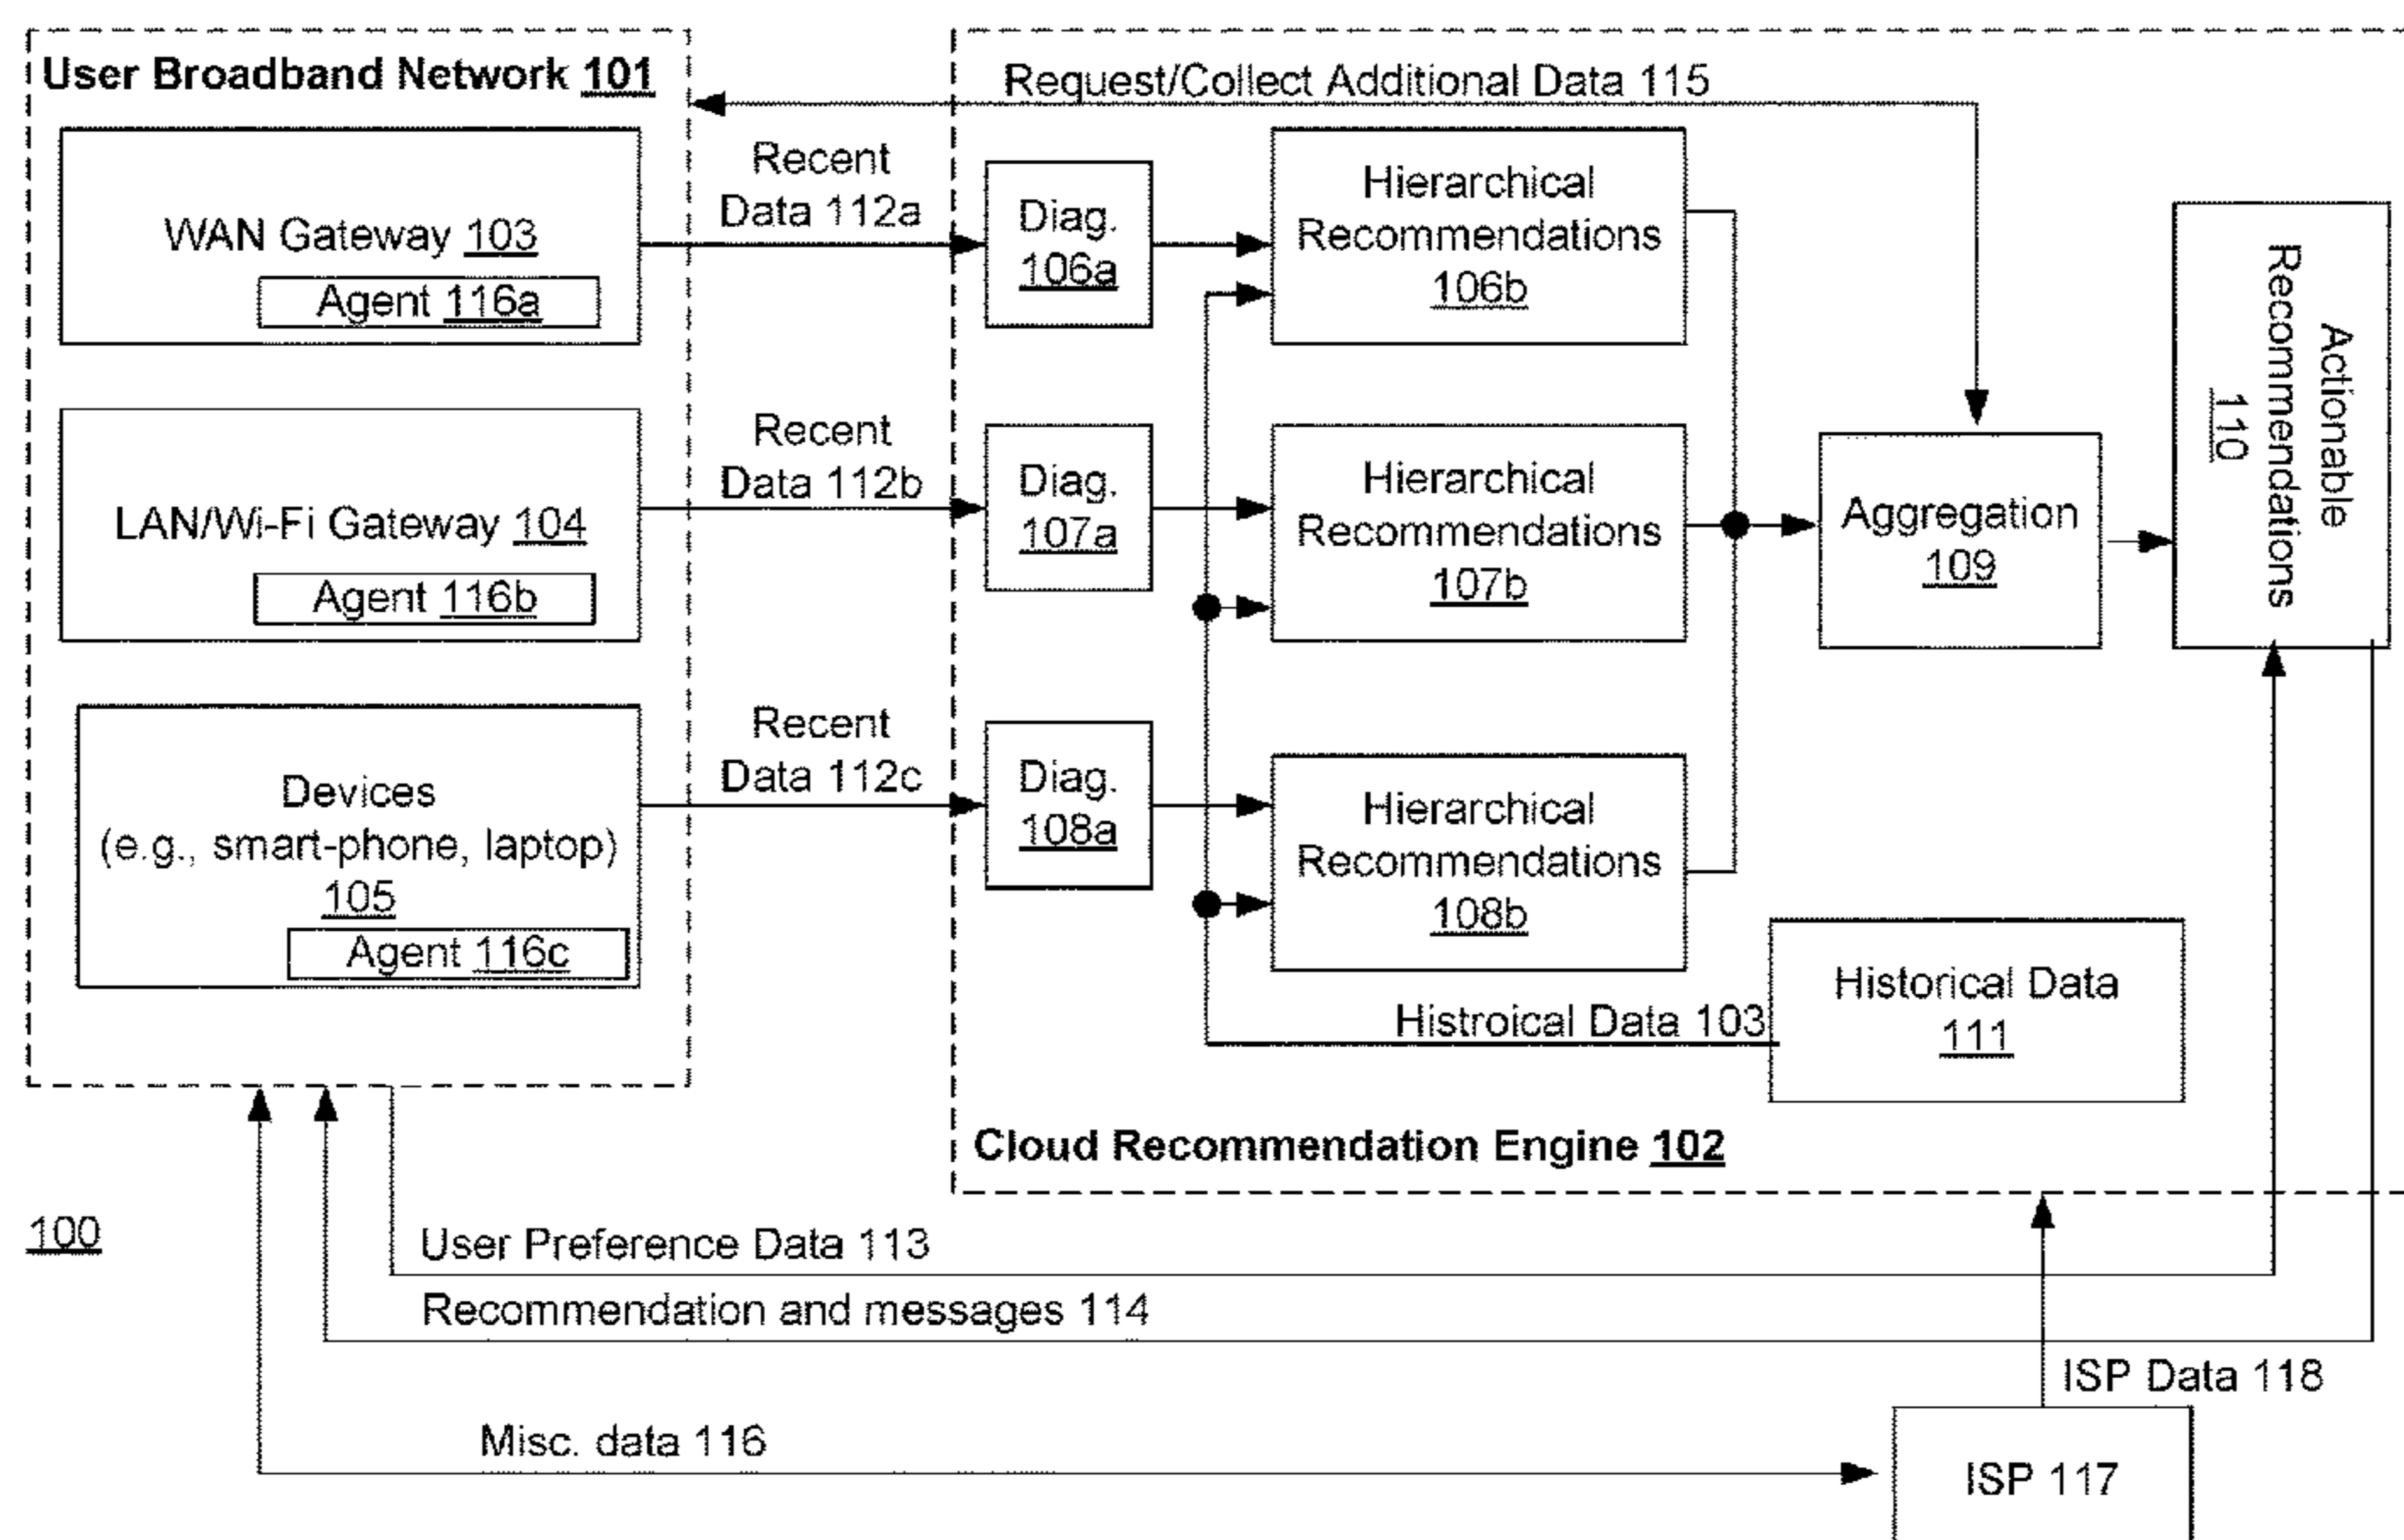 User Broadband Network 101
Request/Collect Additional Data 115
WAN Gateway 103
Agent 116a
Recent
Data 112a
Diag.
106a
Hierarchical
Recommendations
106b
LAN/Wi-Fi Gateway 104
Agent 116b
Recent
Data 112b
Diag.
107a
Hierarchical
Recommendations
107b
Aggregation
109
Actionable
Recommendations
110
Devices
(e.g., smart-phone, laptop)
105
Agent 116c
Recent
Data 112c
Diag.
108a
Hierarchical
Recommendations
108b
Histroical Data 103
Historical Data
111
Cloud Recommendation Engine 102
100
User Preference Data 113
Recommendation and messages 114
ISP Data 118
Misc. data 116
ISP 117